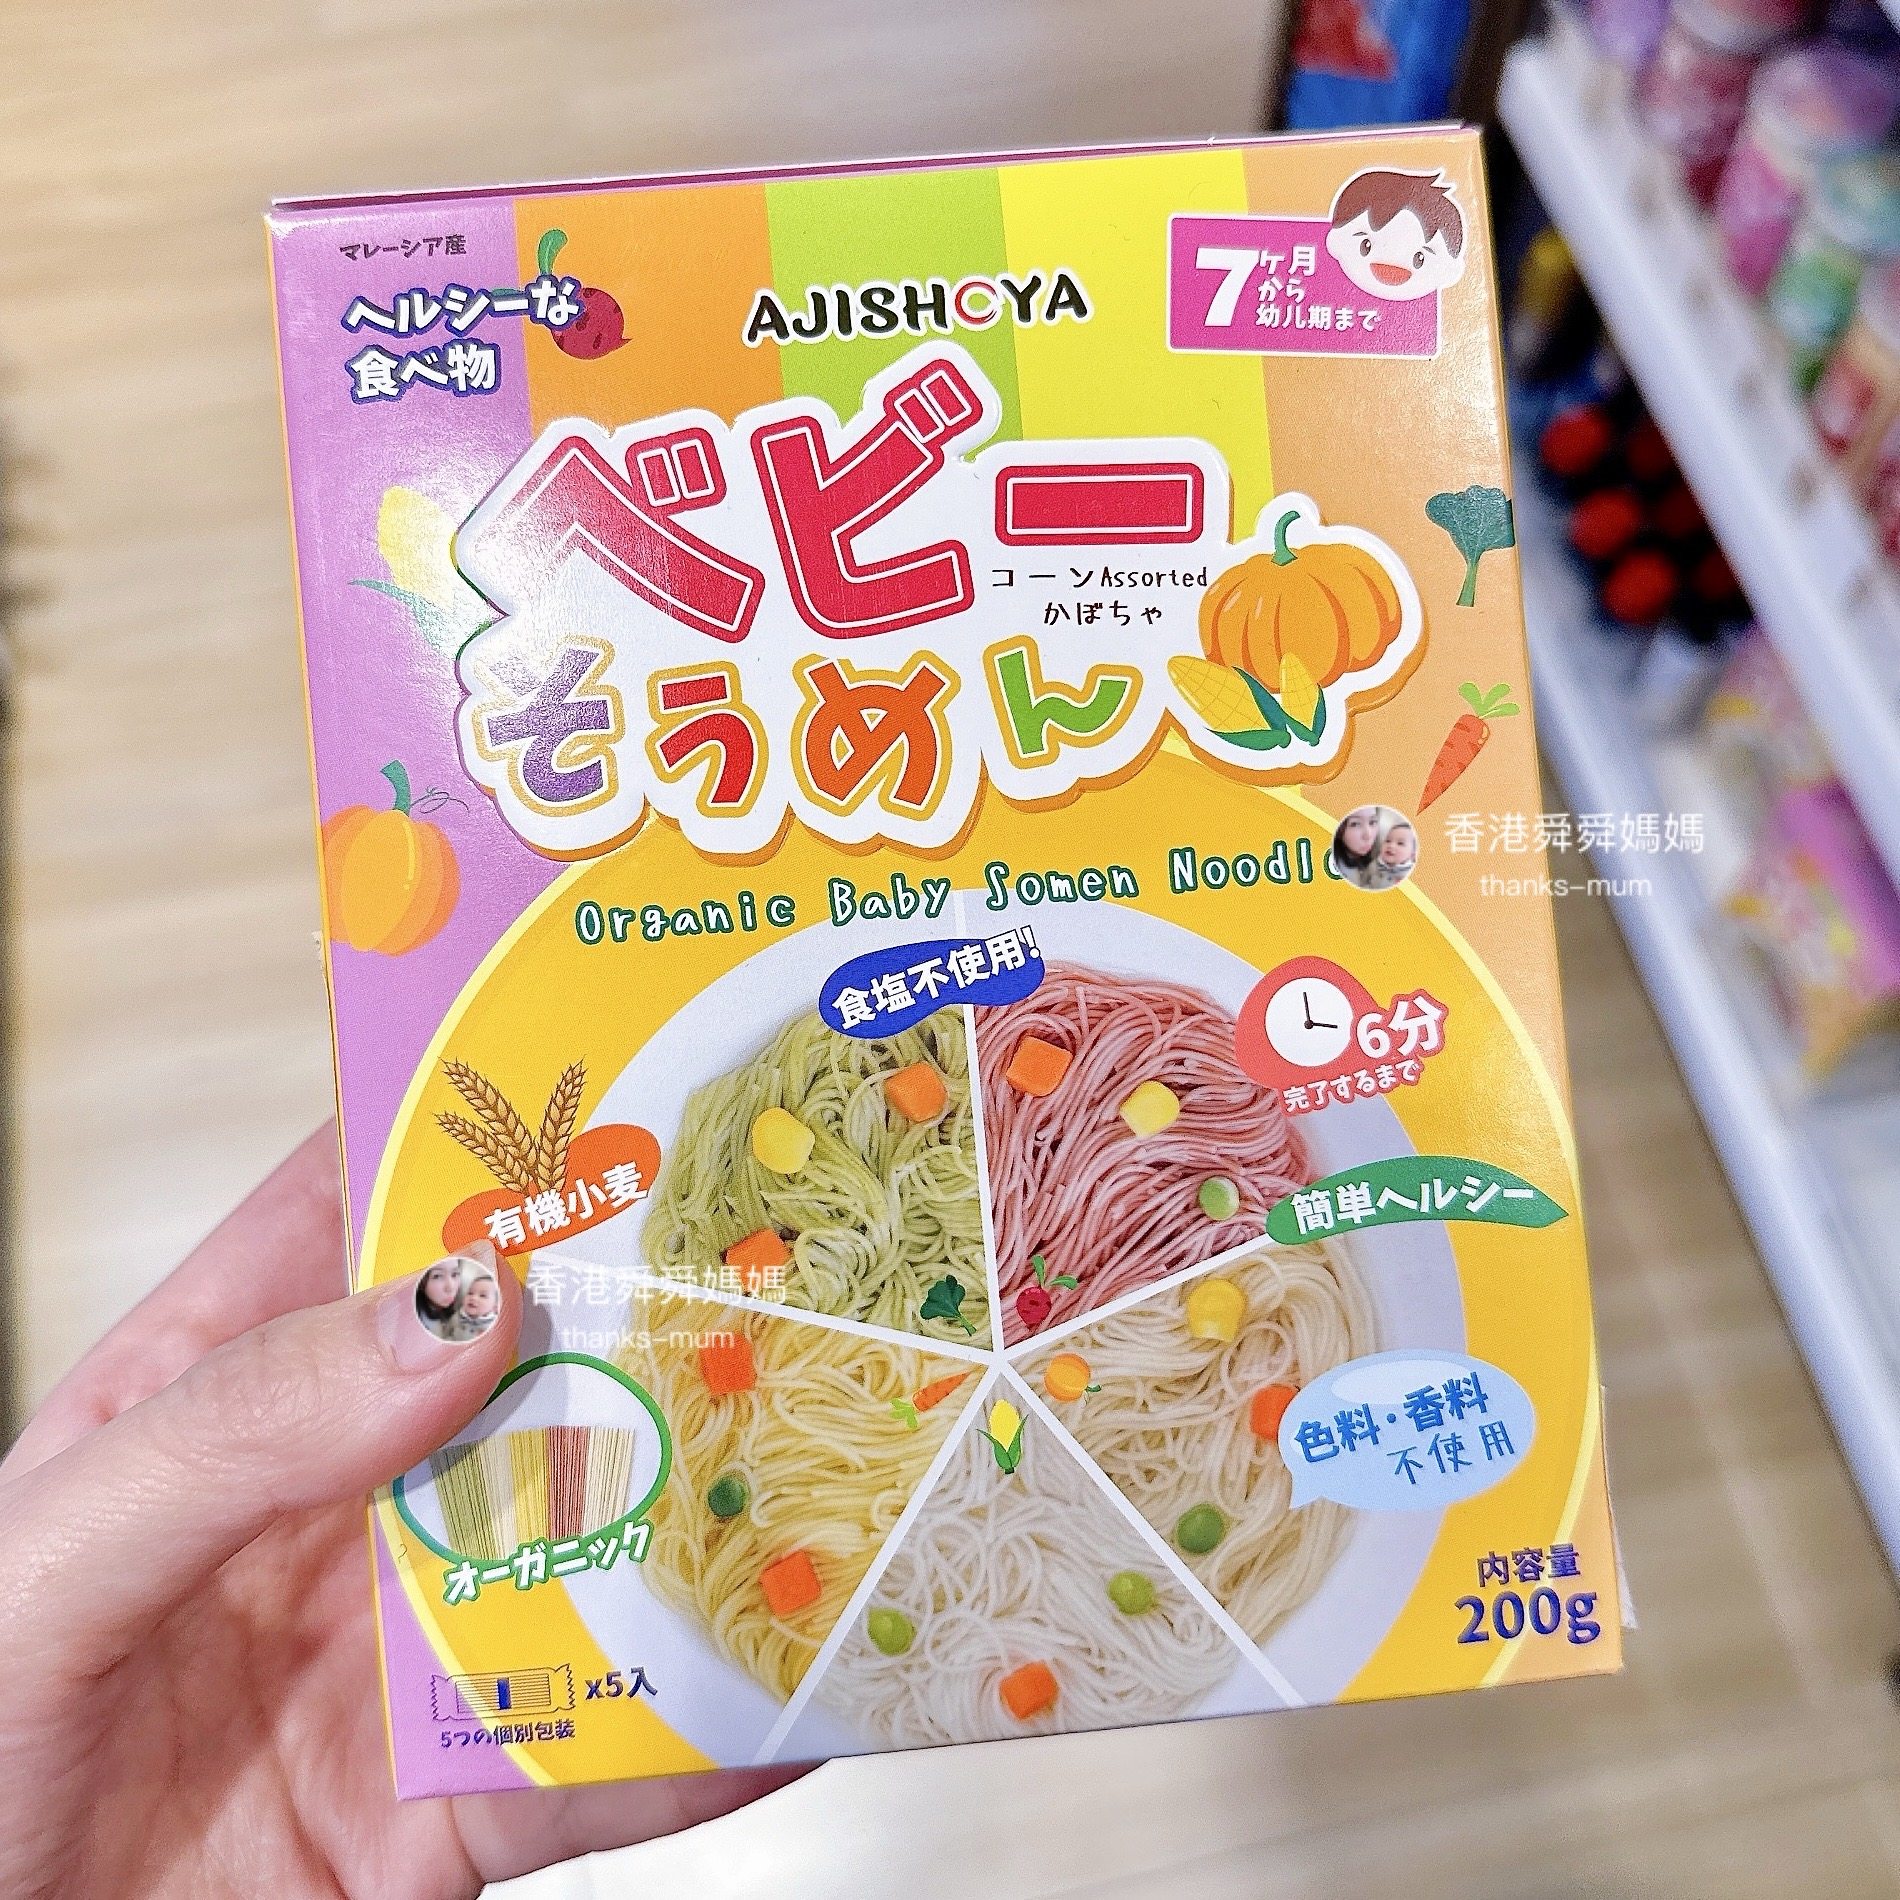 マレーシア産
ヘルシーな
食べ物
AJISHOYA
7ヶ月
から
幼儿期まで
ベビー
コーンAssorted
かぼちゃ
そうめん
Organic Baby Somen Noodle
香港舜舜媽媽
thanks-mum
食塩不使用!
6分
完了するまで
有機小麦
簡単ヘルシー
香港舜舜媽媽
thanks-mum
色料・香料
不使用
オーガニック
内容量
200g
x5入
5つの個別包装